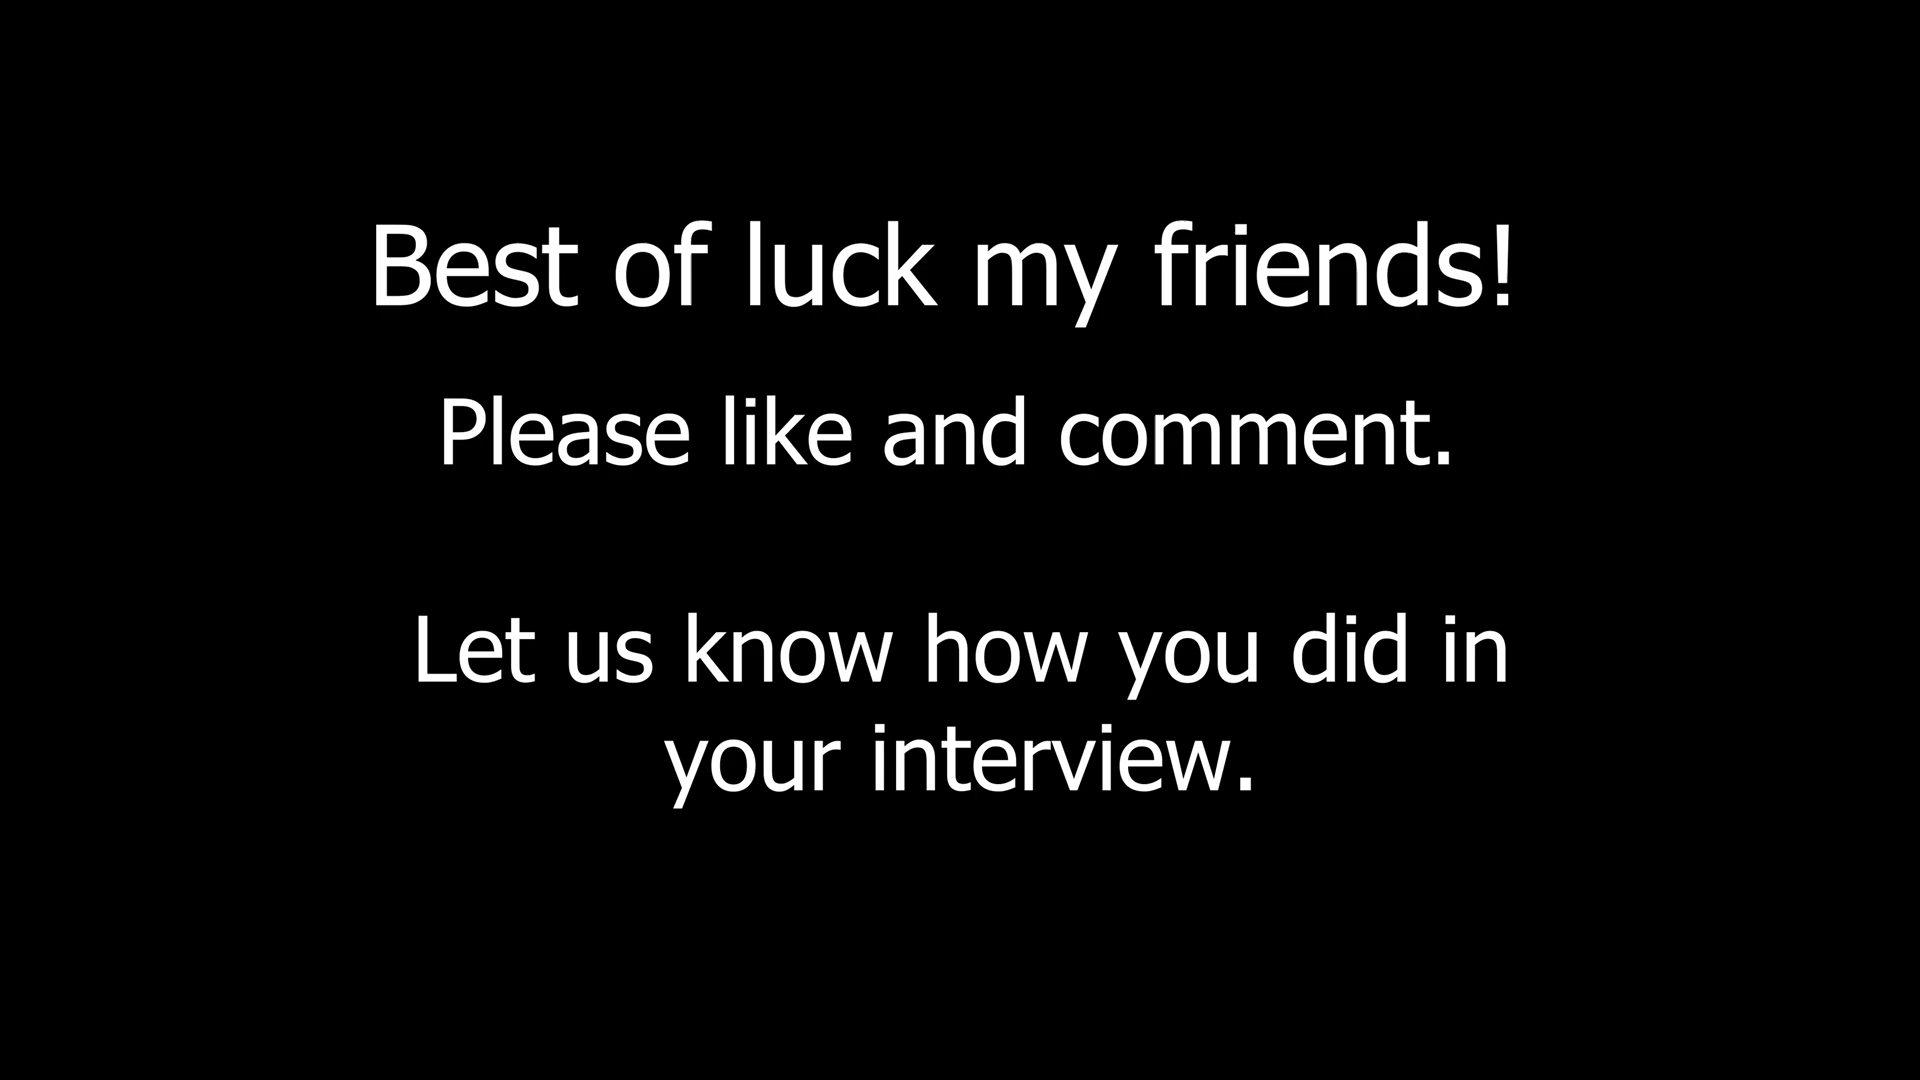 Best of luck my friends!
Please like and comment.
Let us know how you did in
your interview.